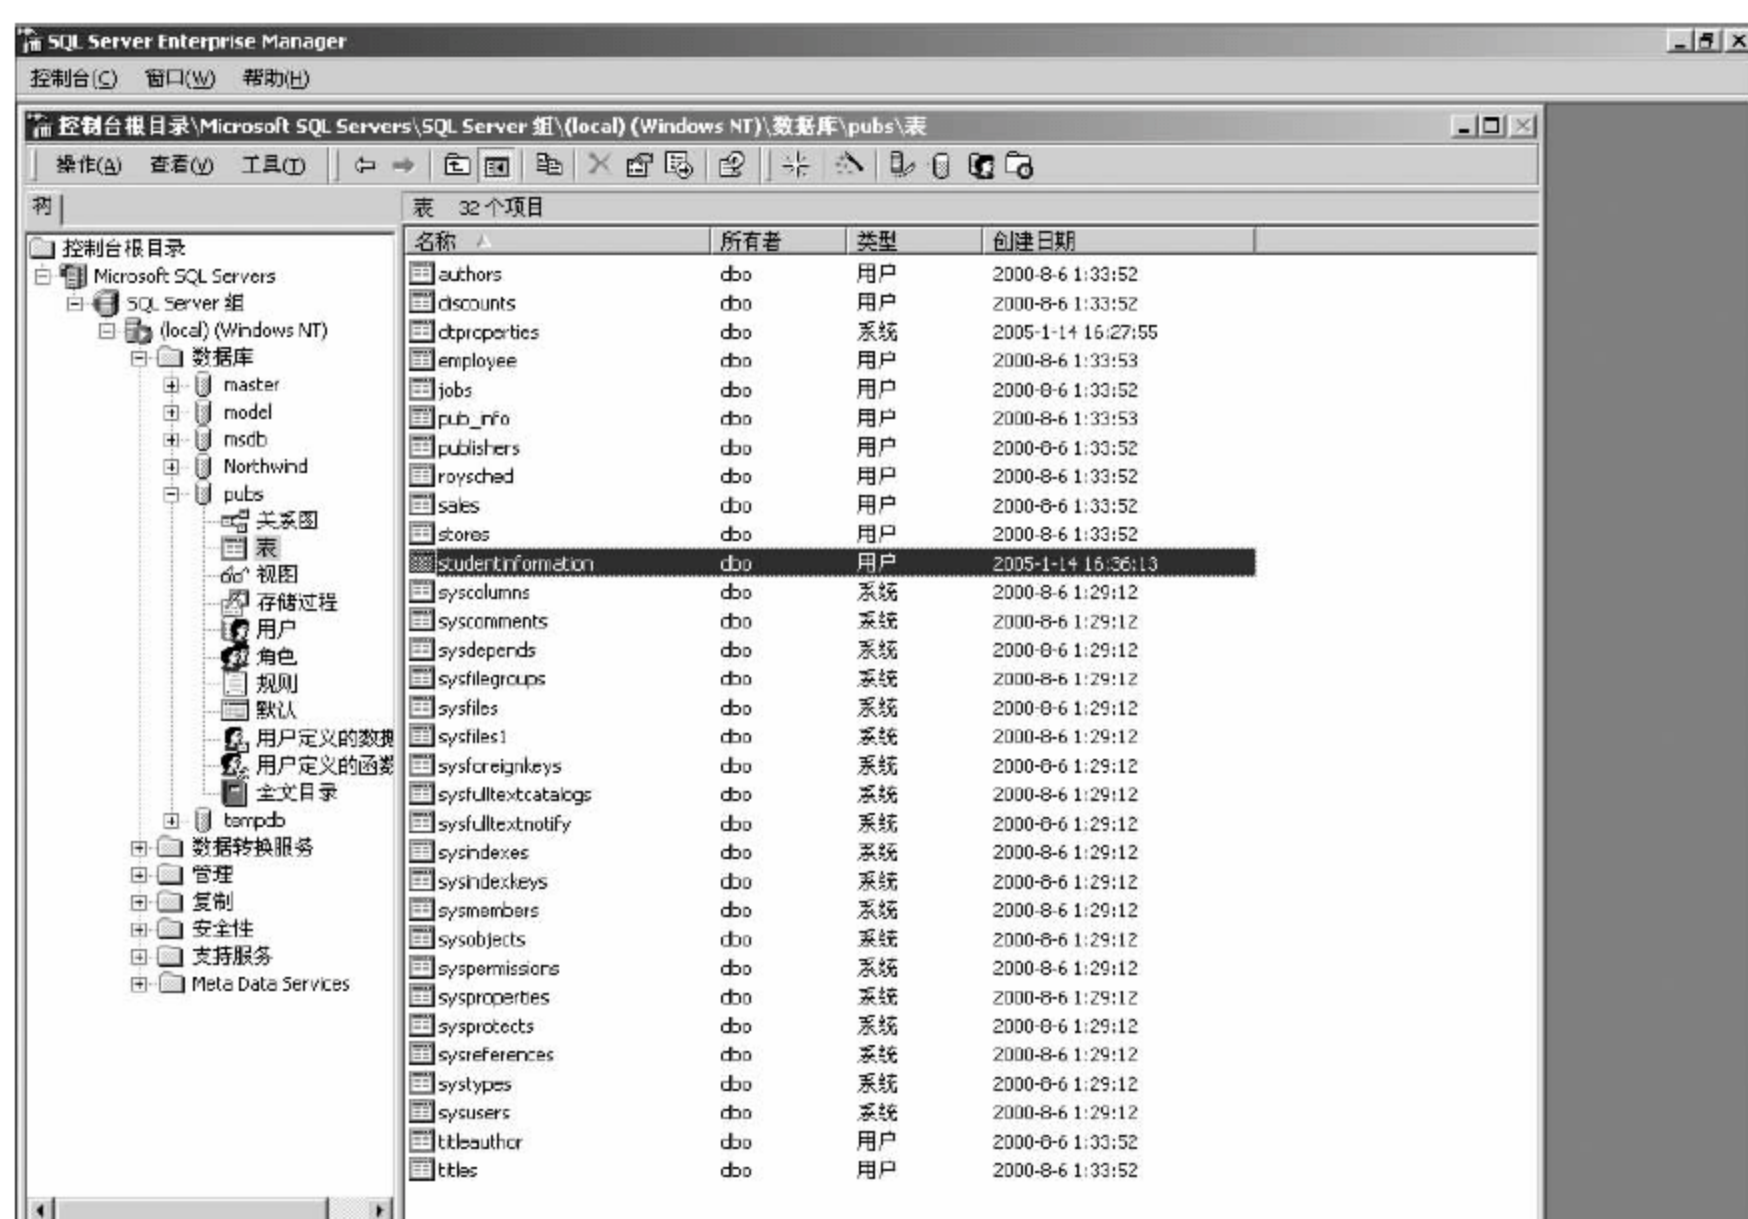 SQL Server Enterprise Manager
控制台(C) 窗口(W) 帮助(H)
控制台根目录\Microsoft SQL Servers\SQL Server 组\(local) (Windows NT)\数据库\pubs\表
操作(A) 查看(V) 工具(T)
树
表 32 个项目
控制台根目录
Microsoft SQL Servers
SQL Server 组
(local) (Windows NT)
数据库
master
model
msdb
Northwind
pubs
关系图
表
视图
存储过程
用户
角色
规则
默认
用户定义的数据
用户定义的函数
全文目录
tempdb
数据转换服务
管理
复制
安全性
支持服务
Meta Data Services
名称 所有者 类型 创建日期
authors dbo 用户 2000-8-6 1:33:52
discounts dbo 用户 2000-8-6 1:33:52
dtproperties dbo 系统 2005-1-14 16:27:55
employee dbo 用户 2000-8-6 1:33:53
jobs dbo 用户 2000-8-6 1:33:52
pub_info dbo 用户 2000-8-6 1:33:53
publishers dbo 用户 2000-8-6 1:33:52
roysched dbo 用户 2000-8-6 1:33:52
sales dbo 用户 2000-8-6 1:33:52
stores dbo 用户 2000-8-6 1:33:52
studentinformation dbo 用户 2005-1-14 16:36:13
syscolumns dbo 系统 2000-8-6 1:29:12
syscomments dbo 系统 2000-8-6 1:29:12
sysdepends dbo 系统 2000-8-6 1:29:12
sysfilegroups dbo 系统 2000-8-6 1:29:12
sysfiles dbo 系统 2000-8-6 1:29:12
sysfiles1 dbo 系统 2000-8-6 1:29:12
sysforeignkeys dbo 系统 2000-8-6 1:29:12
sysfulltextcatalogs dbo 系统 2000-8-6 1:29:12
sysfulltextnotify dbo 系统 2000-8-6 1:29:12
sysindexes dbo 系统 2000-8-6 1:29:12
sysindexkeys dbo 系统 2000-8-6 1:29:12
sysmembers dbo 系统 2000-8-6 1:29:12
sysobjects dbo 系统 2000-8-6 1:29:12
syspermissions dbo 系统 2000-8-6 1:29:12
sysproperties dbo 系统 2000-8-6 1:29:12
sysprotects dbo 系统 2000-8-6 1:29:12
sysreferences dbo 系统 2000-8-6 1:29:12
systypes dbo 系统 2000-8-6 1:29:12
sysusers dbo 系统 2000-8-6 1:29:12
titleauthor dbo 用户 2000-8-6 1:33:52
titles dbo 用户 2000-8-6 1:33:52